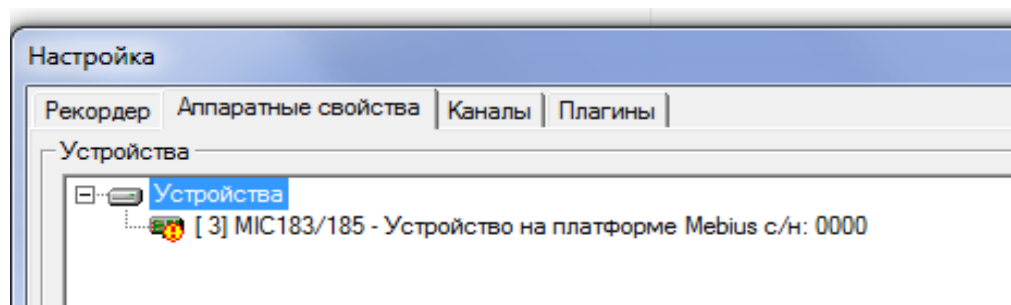 Настройка
Рекордер Аппаратные свойства Каналы Плагины
Устройства
Устройства
[ 3] MIC183/185 - Устройство на платформе Mebius с/н: 0000